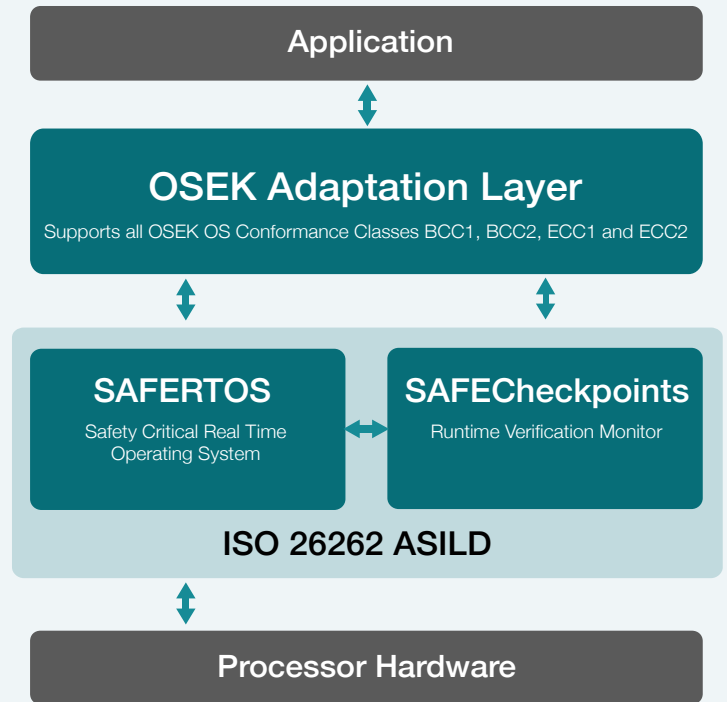 Application
OSEK Adaptation Layer
Supports all OSEK OS Conformance Classes BCC1, BCC2, ECC1 and ECC2
SAFERTOS
Safety Critical Real Time
Operating System
SAFECheckpoints
Runtime Verification Monitor
ISO 26262 ASILD
Processor Hardware